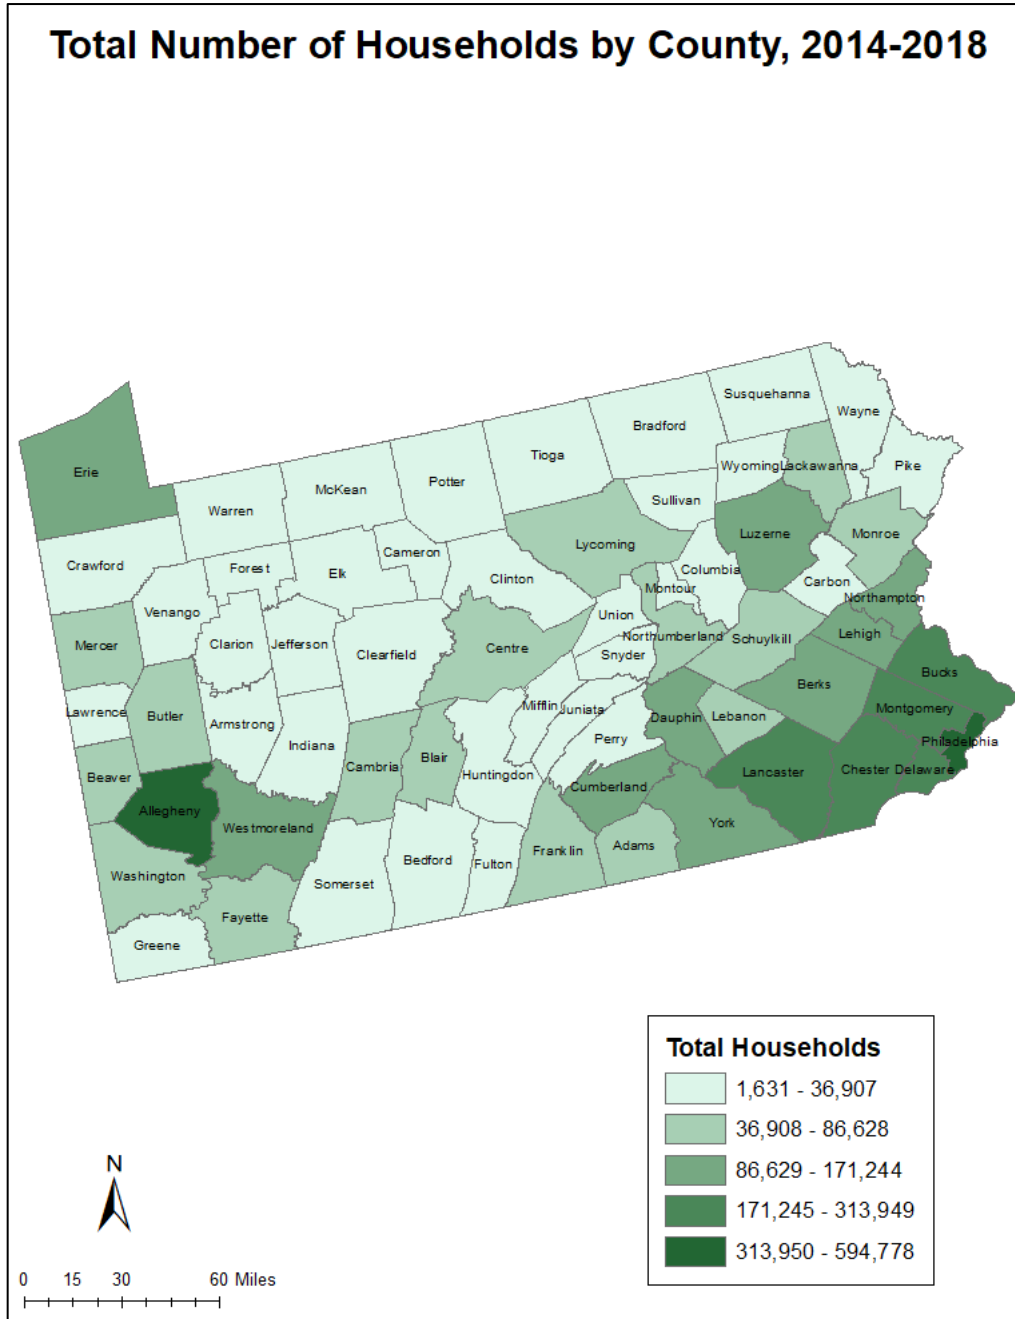 Total Number of Households by County, 2014-2018
Susquehanna
Wayne
Bradford
Tioga
Erie
Wyoming
Lackawanna
Pike
Potter
McKean
Sullivan
Warren
Luzerne
Monroe
Lycoming
Cameron
Crawford
Forest
Elk
Columbia
Clinton
Carbon
Montour
Northampton
Venango
Union
Lehigh
Northumberland
Schuylkill
Mercer
Clarion
Jefferson
Centre
Clearfield
Snyder
Bucks
Berks
Mifflin
Juniata
Montgomery
Lawrence
Butler
Dauphin
Lebanon
Armstrong
Perry
Philadelphia
Indiana
Blair
Cambria
Beaver
Huntingdon
Lancaster
Chester
Delaware
Cumberland
Allegheny
York
Westmoreland
Adams
Franklin
Bedford
Fulton
Washington
Somerset
Fayette
Greene
Total Households
1,631 - 36,907
36,908 - 86,628
86,629 - 171,244
171,245 - 313,949
313,950 - 594,778
N
0 15 30 60 Miles